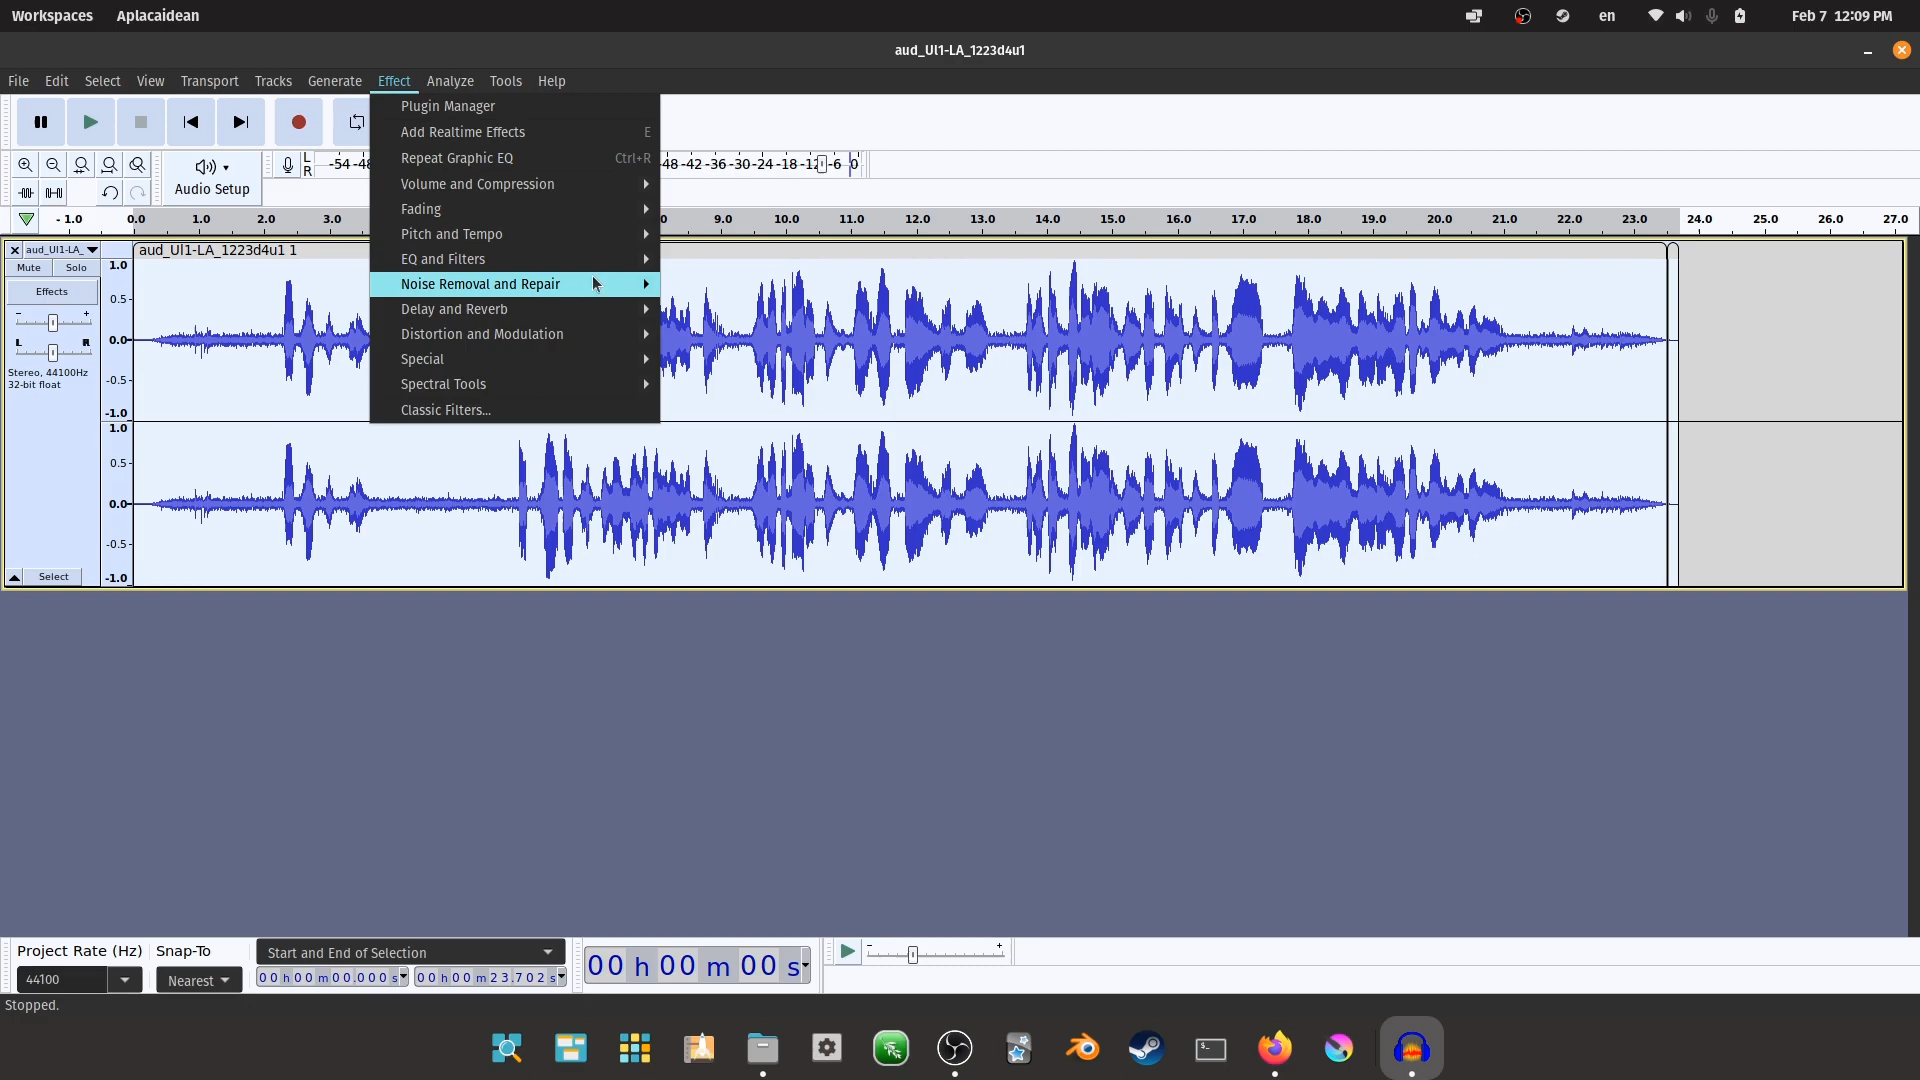 Workspaces Aplacaidean en Feb 7 12:09 PM
aud_Ul1-LA_1223d4u1
File Edit Select View Transport Tracks Generate Effect Analyze Tools Help
Plugin Manager
Add Realtime Effects E
Repeat Graphic EQ Ctrl+R
Volume and Compression
Fading
Pitch and Tempo
EQ and Filters
Noise Removal and Repair
Delay and Reverb
Distortion and Modulation
Special
Spectral Tools
Classic Filters...
Audio Setup
L
R
-54 -48
-48 -42 -36 -30 -24 -18 -12 -6 0
- 1.0 0.0 1.0 2.0 3.0 9.0 10.0 11.0 12.0 13.0 14.0 15.0 16.0 17.0 18.0 19.0 20.0 21.0 22.0 23.0 24.0 25.0 26.0 27.0
aud_Ul1-LA_
aud_Ul1-LA_1223d4u1 1
Mute Solo
Effects
- +
L R
Stereo, 44100Hz
32-bit float
Select
1.0
0.5-
0.0-
-0.5-
-1.0
1.0
0.5-
0.0-
-0.5-
-1.0
Project Rate (Hz) Snap-To
44100 Nearest
Start and End of Selection
00 h 00 m 00.000 s 00 h 00 m 23.702 s
00 h 00 m 00 s
- +
Stopped.